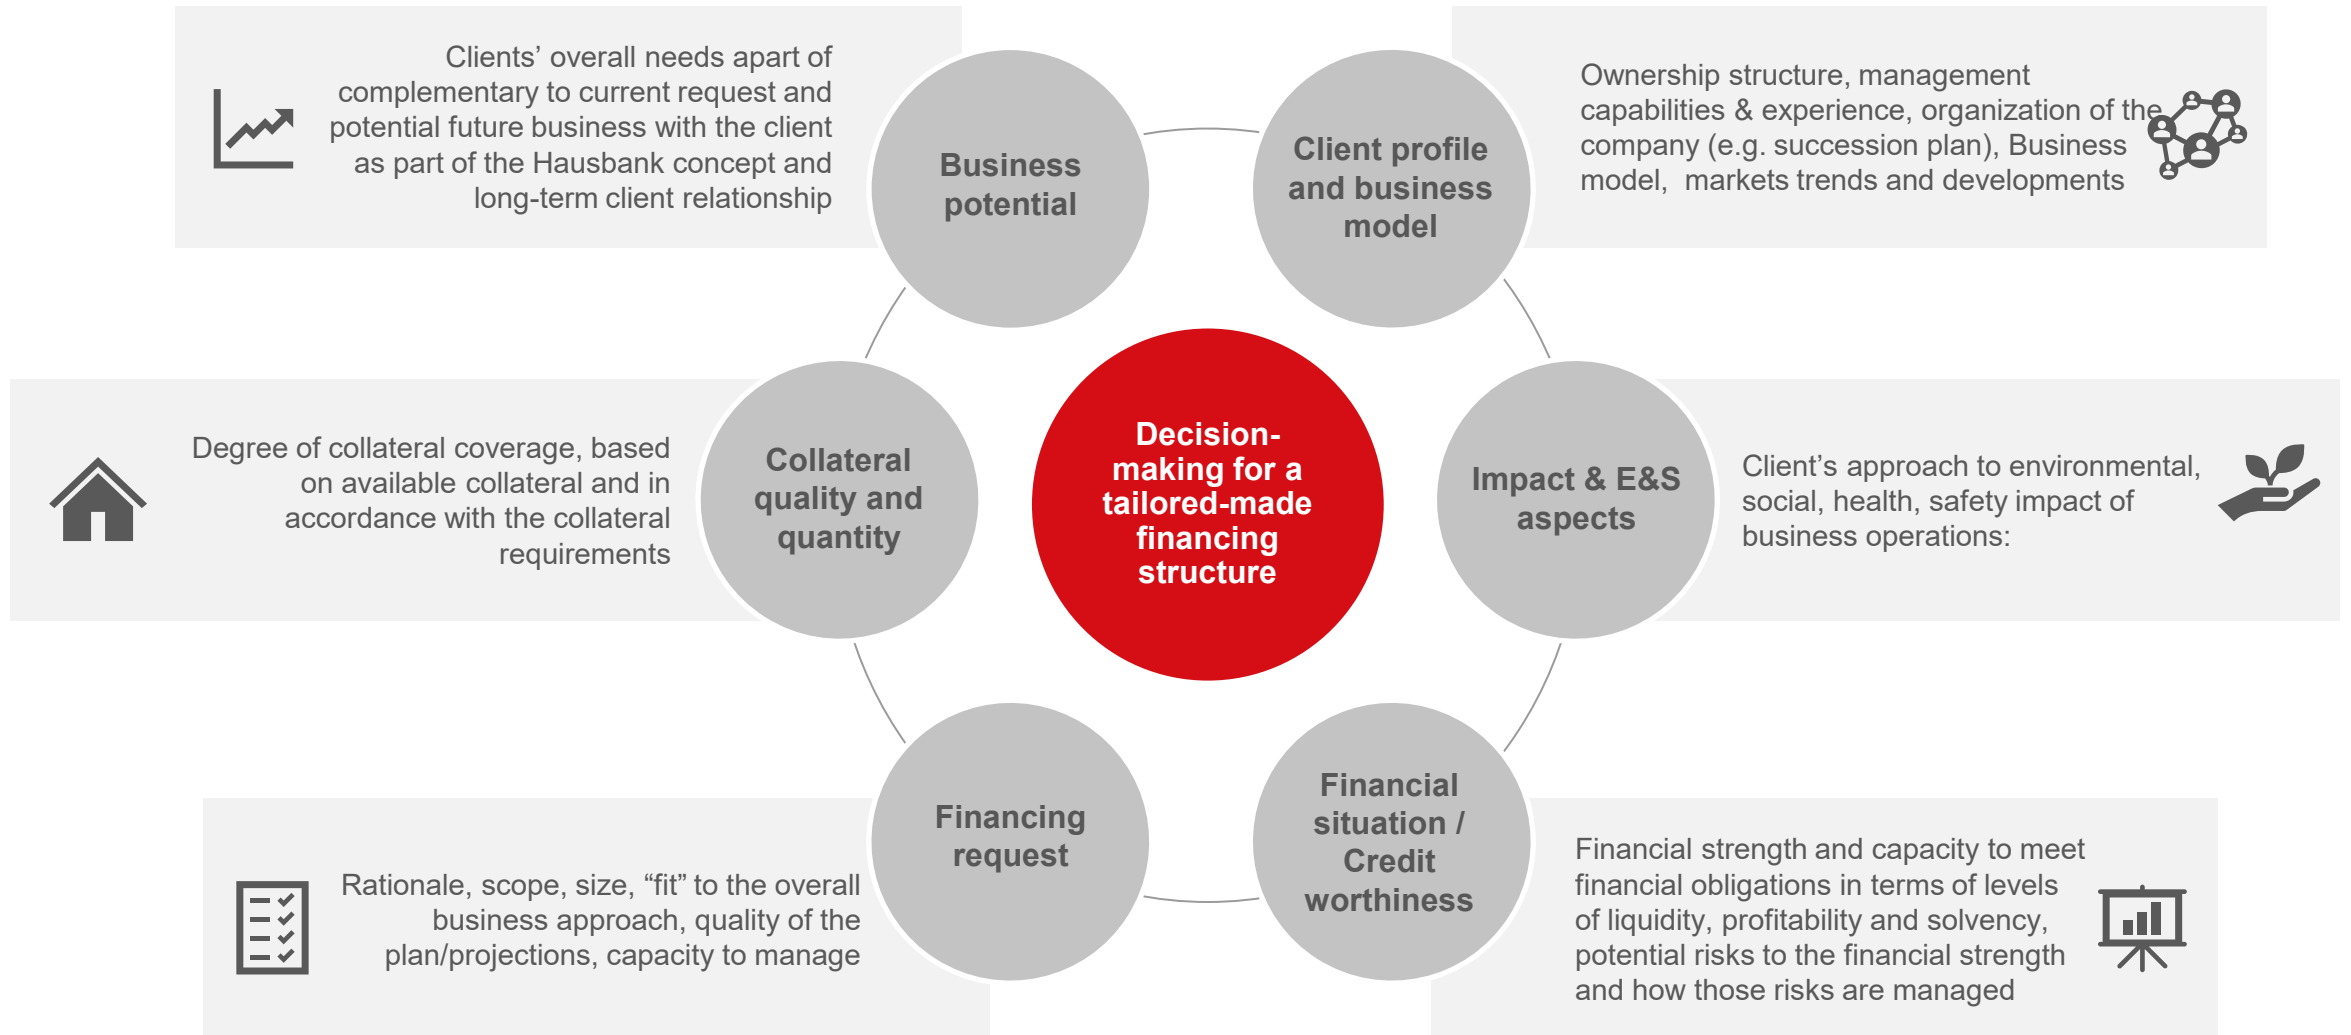 Clients’ overall needs apart of
complementary to current request and
potential future business with the client
as part of the Hausbank concept and
long-term client relationship
Business
potential
Client profile
and business
model
Ownership structure, management
capabilities & experience, organization of the
company (e.g. succession plan), Business
model,  markets trends and developments
Degree of collateral coverage, based
on available collateral and in
accordance with the collateral
requirements
Collateral
quality and
quantity
Decision-
making for a
tailored-made
financing
structure
Impact & E&S
aspects
Client’s approach to environmental,
social, health, safety impact of
business operations:
Rationale, scope, size, “fit” to the overall
business approach, quality of the
plan/projections, capacity to manage
Financing
request
Financial
situation /
Credit
worthiness
Financial strength and capacity to meet
financial obligations in terms of levels
of liquidity, profitability and solvency,
potential risks to the financial strength
and how those risks are managed